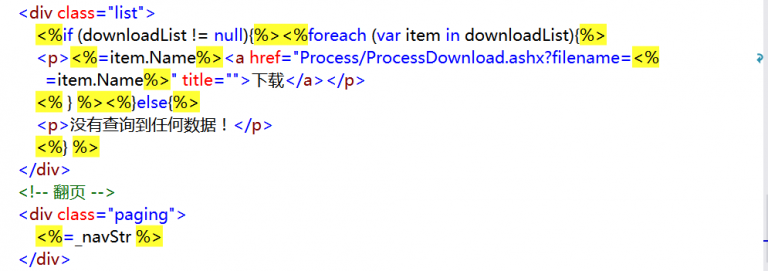 <div class="list">
<%if (downloadList != null){%><%foreach (var item in downloadList){%>
<p><%=item.Name%><a href="Process/ProcessDownload.ashx?filename=<%
=item.Name%>" title="">下载</a></p>
<% } %><%}else{%>
<p>没有查询到任何数据！</p>
<%} %>
</div>
<!-- 翻页 -->
<div class="paging">
<%=_navStr %>
</div>